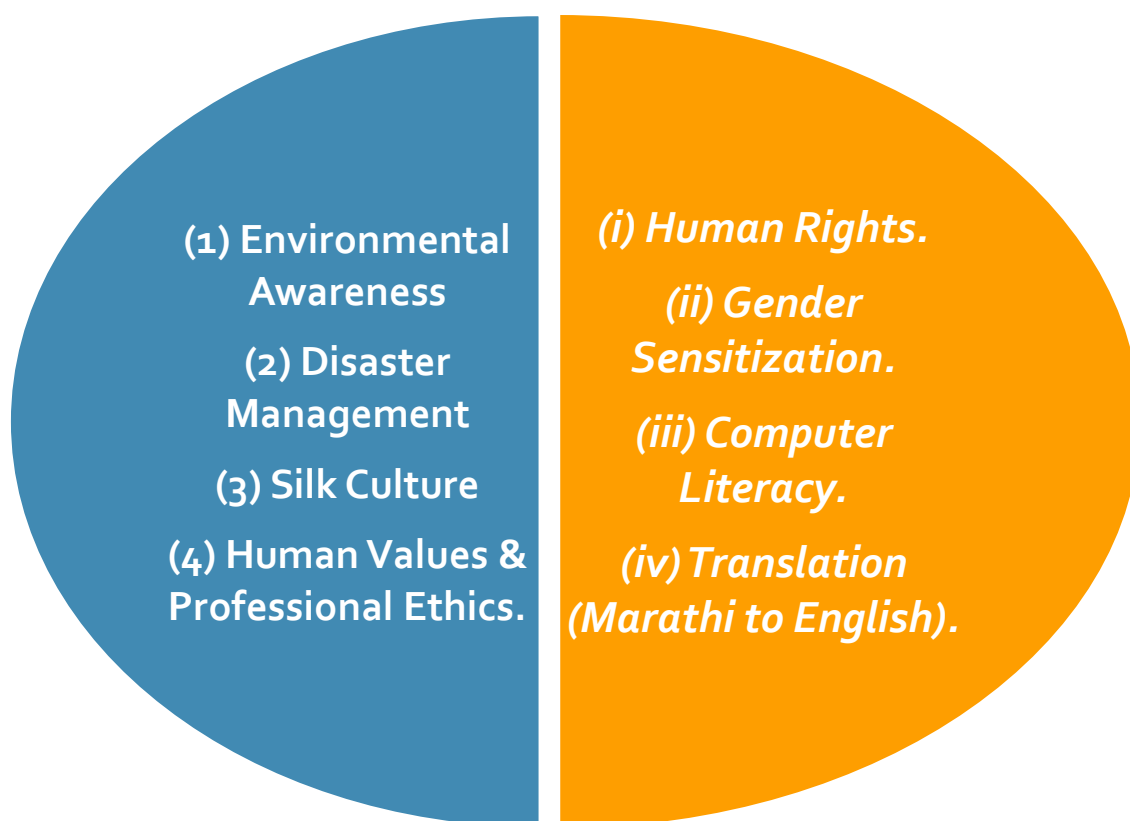 (1) Environmental
Awareness
(2) Disaster
Management
(3) Silk Culture
(4) Human Values &
Professional Ethics.
(i) Human Rights.
(ii) Gender
Sensitization.
(iii) Computer
Literacy.
(iv) Translation
(Marathi to English).